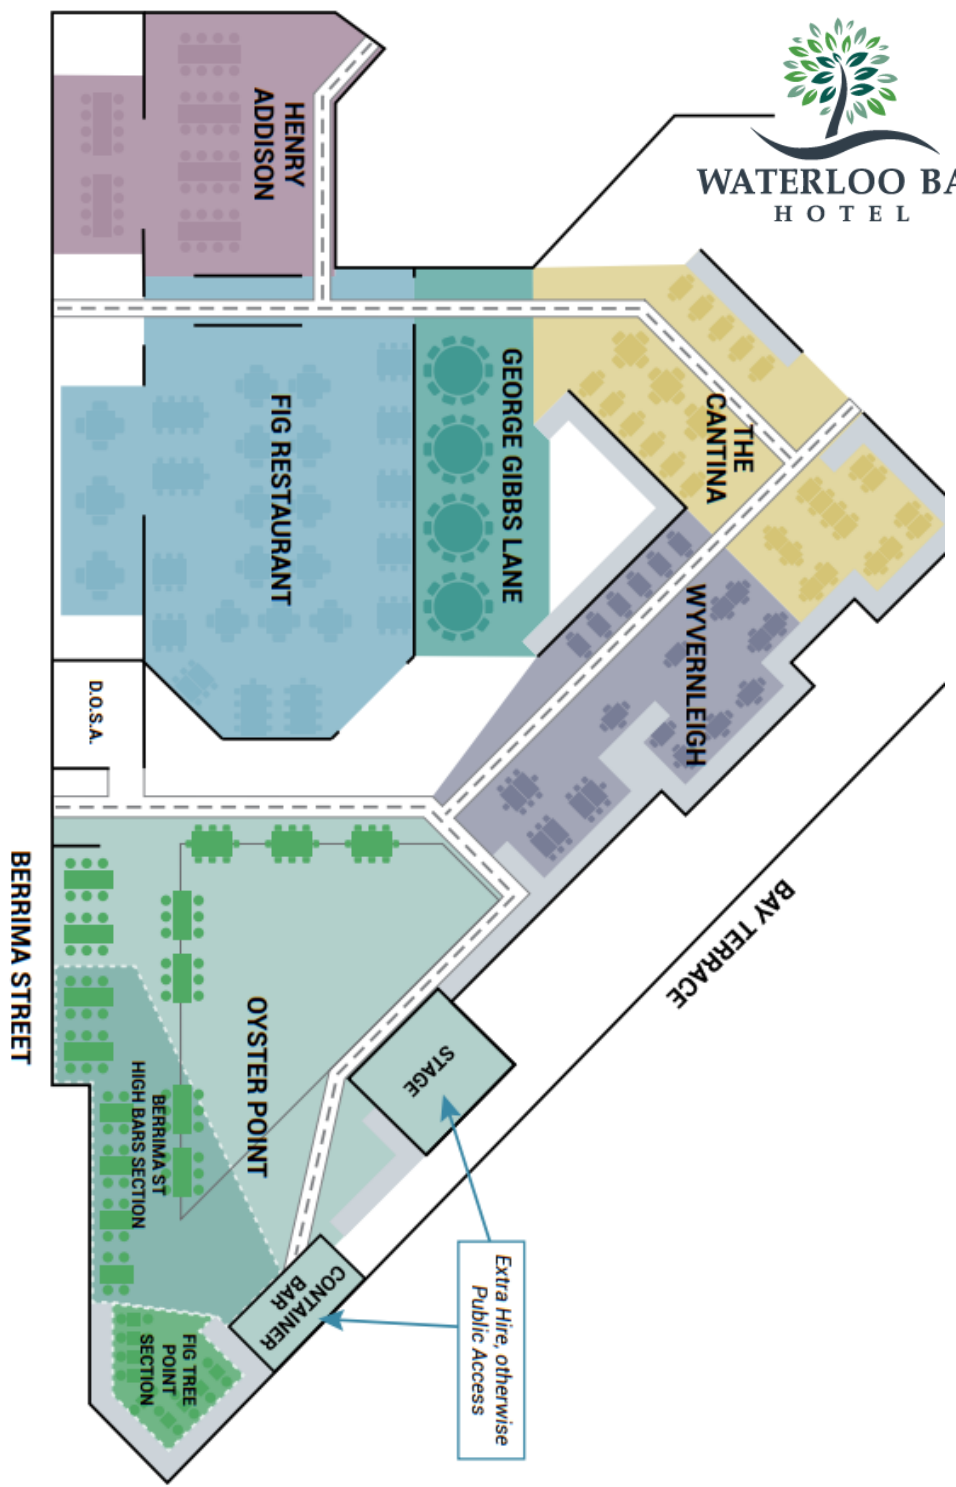 WATERLOO BA
HOTEL
HENRY
ADDISON
FIG RESTAURANT
GEORGE GIBBS LANE
THE
CANTINA
WYVERNLEIGH
D.O.S.A.
BERRIMA STREET
BAY TERRACE
OYSTER POINT
STAGE
BERRIMA ST
HIGH BARS SECTION
CONTAINER
BAR
FIG TREE
POINT
SECTION
Extra Hire, otherwise
Public Access